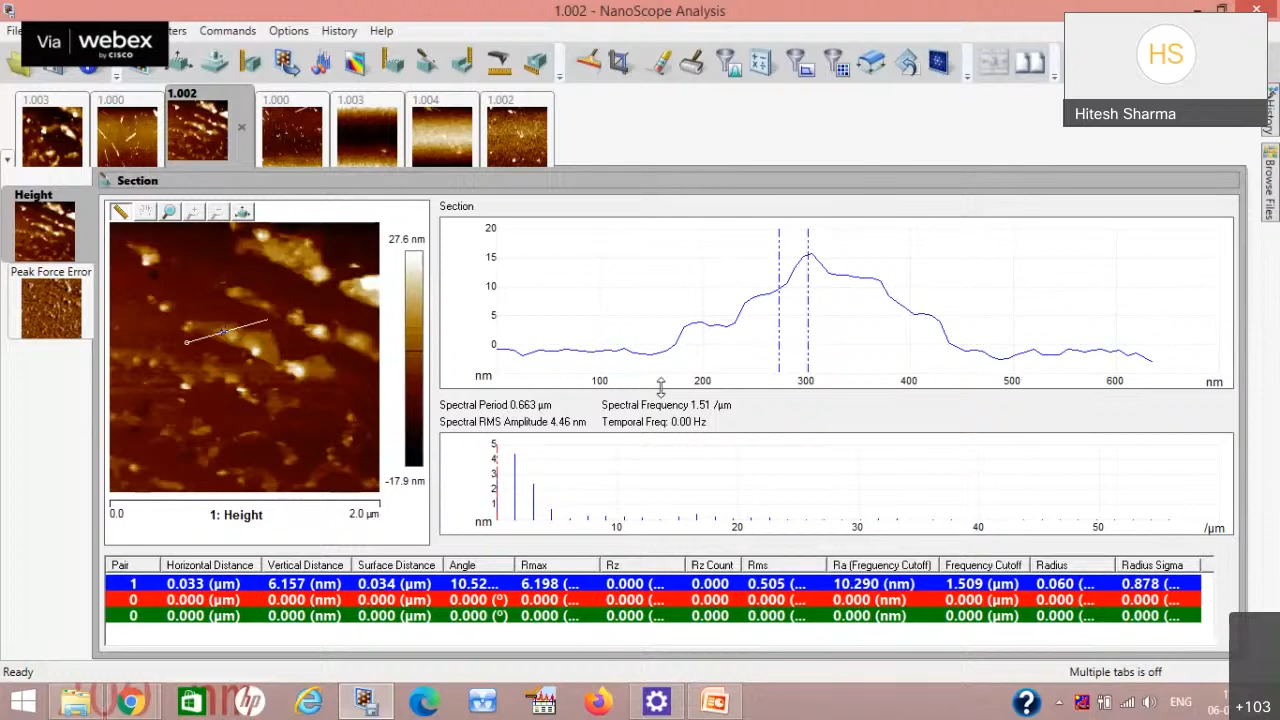 1.002 - NanoScope Analysis
Via webex
by CISCO
Commands Options History Help
HS
Hitesh Sharma
1.003 1.000 1.002 1.000 1.003 1.004 1.002
History
Browse Files
Height
Peak Force Error
Section
27.6 nm
-17.9 nm
0.0 1: Height 2.0 µm
Section
20
15
10
5
0
nm 100 200 300 400 500 600 nm
Spectral Period 0.663 µm Spectral Frequency 1.51 /µm
Spectral RMS Amplitude 4.46 nm Temporal Freq: 0.00 Hz
5
4
3
2
1
nm 10 20 30 40 50 /µm
Pair Horizontal Distance Vertical Distance Surface Distance Angle Rmax Rz Rz Count Rms Ra (Freguency Cutoff) Frequency Cutoff Radius Radius Sigma
1 0.033 (µm) 6.157 (nm) 0.034 (µm) 10.52... 6.198 (... 0.000 (... 0.000 0.505 (... 10.290 (nm) 1.509 (µm) 0.060 (... 0.878 (...
0 0.000 (µm) 0.000 (nm) 0.000 (µm) 0.000 (º) 0.000 (... 0.000 (... 0.000 0.000 (... 0.000 (nm) 0.000 (µm) 0.000 (... 0.000 (...
0 0.000 (µm) 0.000 (nm) 0.000 (µm) 0.000 (º) 0.000 (... 0.000 (... 0.000 0.000 (... 0.000 (nm) 0.000 (µm) 0.000 (... 0.000 (...
Ready Multiple tabs is off
hp ENG
+103